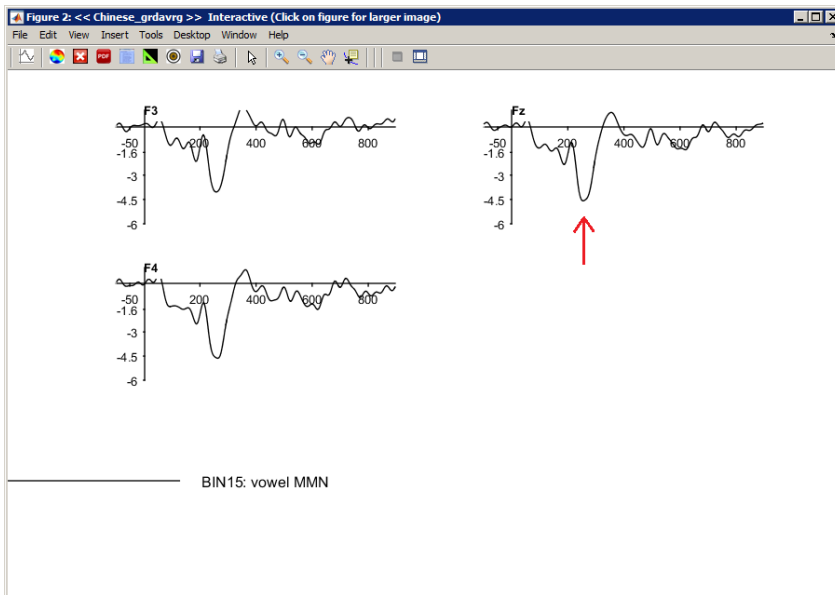 Figure 2: << Chinese_grdavrg >> Interactive (Click on figure for larger image)
File Edit View Insert Tools Desktop Window Help
PDF
F3
-50 200 400 600 800
-1.6
-3
-4.5
-6
Fz
-50 200 400 600 800
-1.6
-3
-4.5
-6
F4
-50 200 400 600 800
-1.6
-3
-4.5
-6
BIN15: vowel MMN